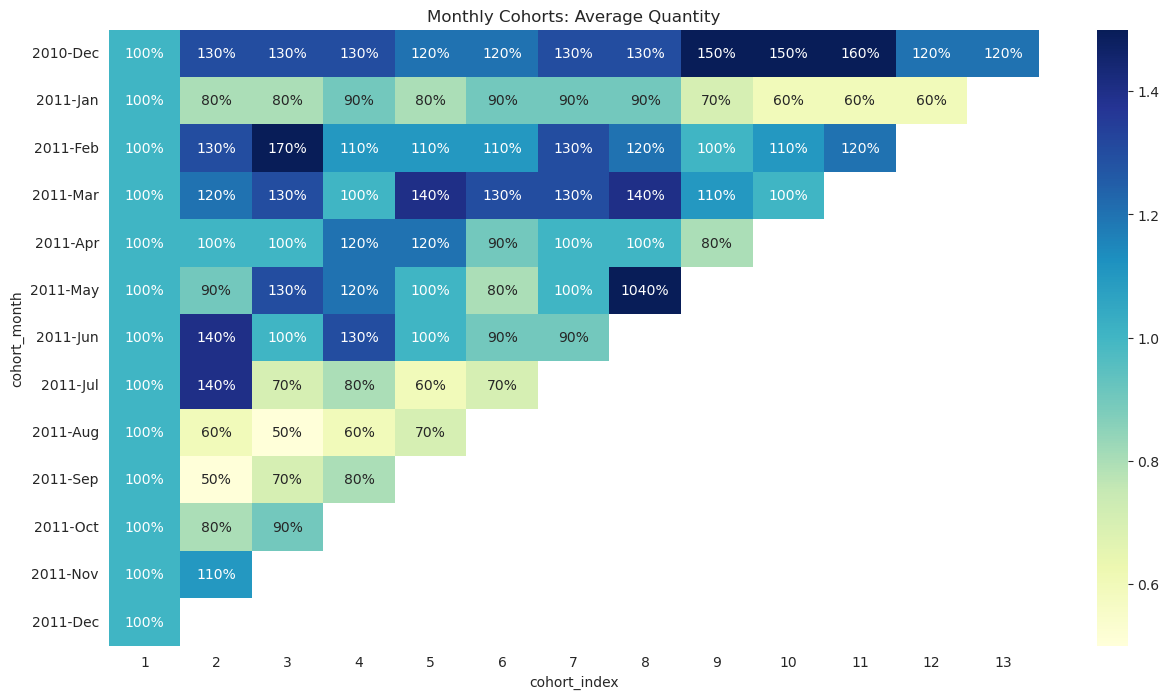 Monthly Cohorts: Average Quantity
2010-Dec 100% 130% 130% 130% 120% 120% 130% 130% 150% 150% 160% 120% 120%
2011-Jan 100% 80% 80% 90% 80% 90% 90% 90% 70% 60% 60% 60%
2011-Feb 100% 130% 170% 110% 110% 110% 130% 120% 100% 110% 120%
2011-Mar 100% 120% 130% 100% 140% 130% 130% 140% 110% 100%
2011-Apr 100% 100% 100% 120% 120% 90% 100% 100% 80%
2011-May 100% 90% 130% 120% 100% 80% 100% 1040%
2011-Jun 100% 140% 100% 130% 100% 90% 90%
2011-Jul 100% 140% 70% 80% 60% 70%
2011-Aug 100% 60% 50% 60% 70%
2011-Sep 100% 50% 70% 80%
2011-Oct 100% 80% 90%
2011-Nov 100% 110%
2011-Dec 100%
1 2 3 4 5 6 7 8 9 10 11 12 13
cohort_index
cohort_month
1.4
1.2
1.0
0.8
0.6